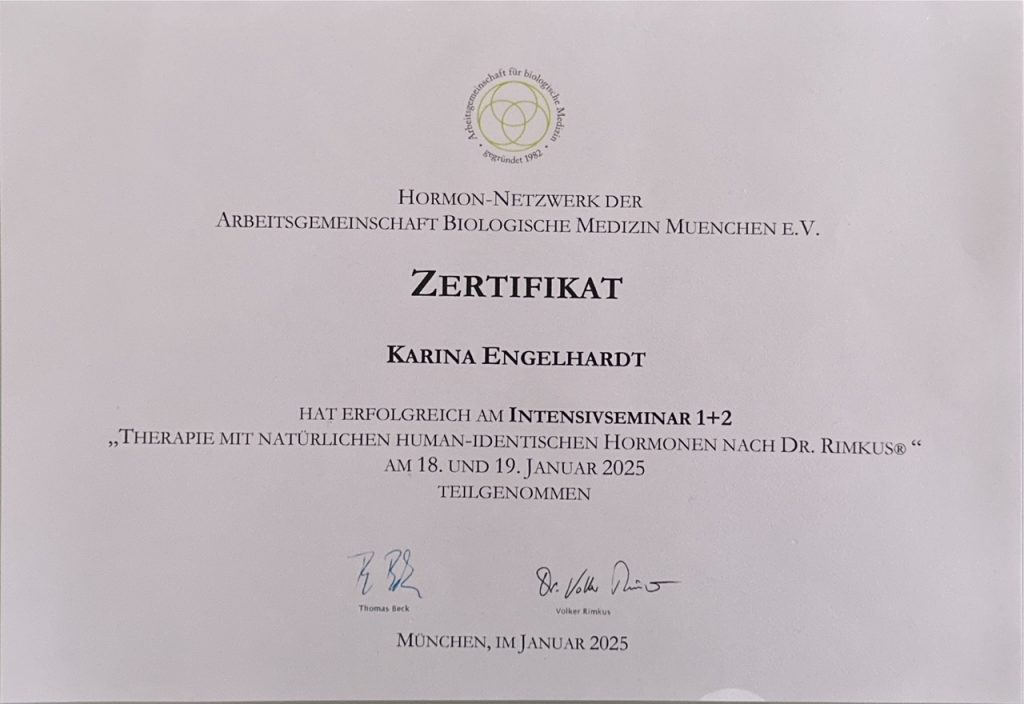 Arbeitsgemeinschaft für biologische Medizin
• gegründet 1982 •
HORMON-NETZWERK DER
ARBEITSGEMEINSCHAFT BIOLOGISCHE MEDIZIN MUENCHEN E.V.
ZERTIFIKAT
KARINA ENGELHARDT
HAT ERFOLGREICH AM INTENSIVSEMINAR 1+2
„THERAPIE MIT NATÜRLICHEN HUMAN-IDENTISCHEN HORMONEN NACH DR. RIMKUS® “
AM 18. UND 19. JANUAR 2025
TEILGENOMMEN
Dr. Volker Rimkus
Thomas Beck
Volker Rimkus
MÜNCHEN, IM JANUAR 2025